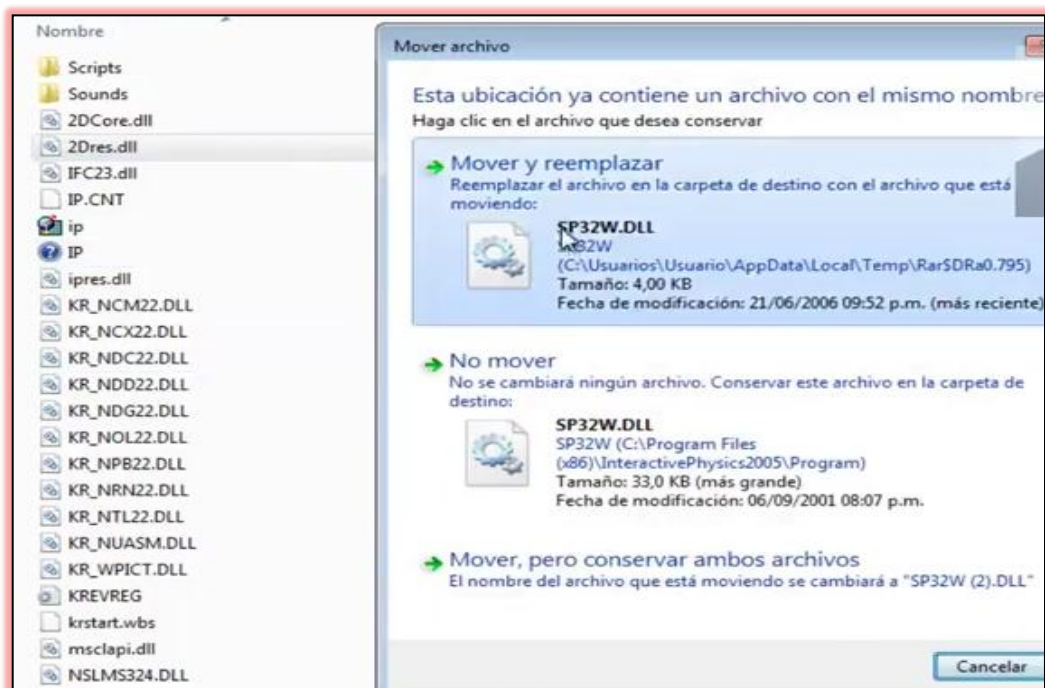 Nombre
Scripts
Sounds
2DCore.dll
2Dres.dll
IFC23.dll
IP.CNT
ip
IP
ipres.dll
KR_NCM22.DLL
KR_NCX22.DLL
KR_NDC22.DLL
KR_NDD22.DLL
KR_NDG22.DLL
KR_NOL22.DLL
KR_NPB22.DLL
KR_NRN22.DLL
KR_NTL22.DLL
KR_NUASM.DLL
KR_WPICT.DLL
KREVREG
krstart.wbs
msclapi.dll
NSLMS324.DLL
Mover archivo
Esta ubicación ya contiene un archivo con el mismo nombre
Haga clic en el archivo que desea conservar
Mover y reemplazar
Reemplazar el archivo en la carpeta de destino con el archivo que está
moviendo:
SP32W.DLL
SP32W
(C:\Usuarios\Usuario\AppData\Local\Temp\Rar$DRa0.795)
Tamaño: 4,00 KB
Fecha de modificación: 21/06/2006 09:52 p.m. (más reciente)
No mover
No se cambiará ningún archivo. Conservar este archivo en la carpeta de
destino:
SP32W.DLL
SP32W (C:\Program Files
(x86)\InteractivePhysics2005\Program)
Tamaño: 33,0 KB (más grande)
Fecha de modificación: 06/09/2001 08:07 p.m.
Mover, pero conservar ambos archivos
El nombre del archivo que está moviendo se cambiará a "SP32W (2).DLL"
Cancelar